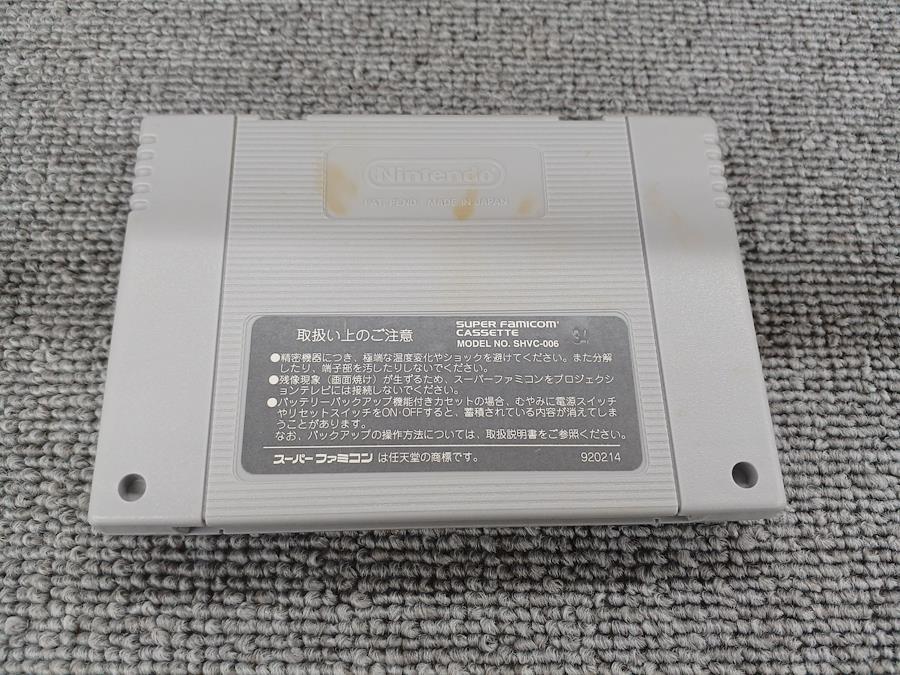 Nintendo
PAT. PEND. MADE IN JAPAN
取扱い上のご注意
SUPER FAMICOM
CASSETTE
MODEL NO. SHVC-006
●精密機器につき、極端な温度変化やショックを避けてください。また分解
したり、端子部を汚したりしないでください。
●残像現象（画面焼け）が生ずるため、スーパーファミコンをプロジェクシ
ョンテレビには接続しないでください。
●バッテリーバックアップ機能付きカセットの場合、むやみに電源スイッチ
やリセットスイッチをON・OFFすると、蓄積されている内容が消えてしま
うことがあります。
なお、バックアップの操作方法については、取扱説明書をご参照ください。
スーパーファミコン は任天堂の商標です。
920214